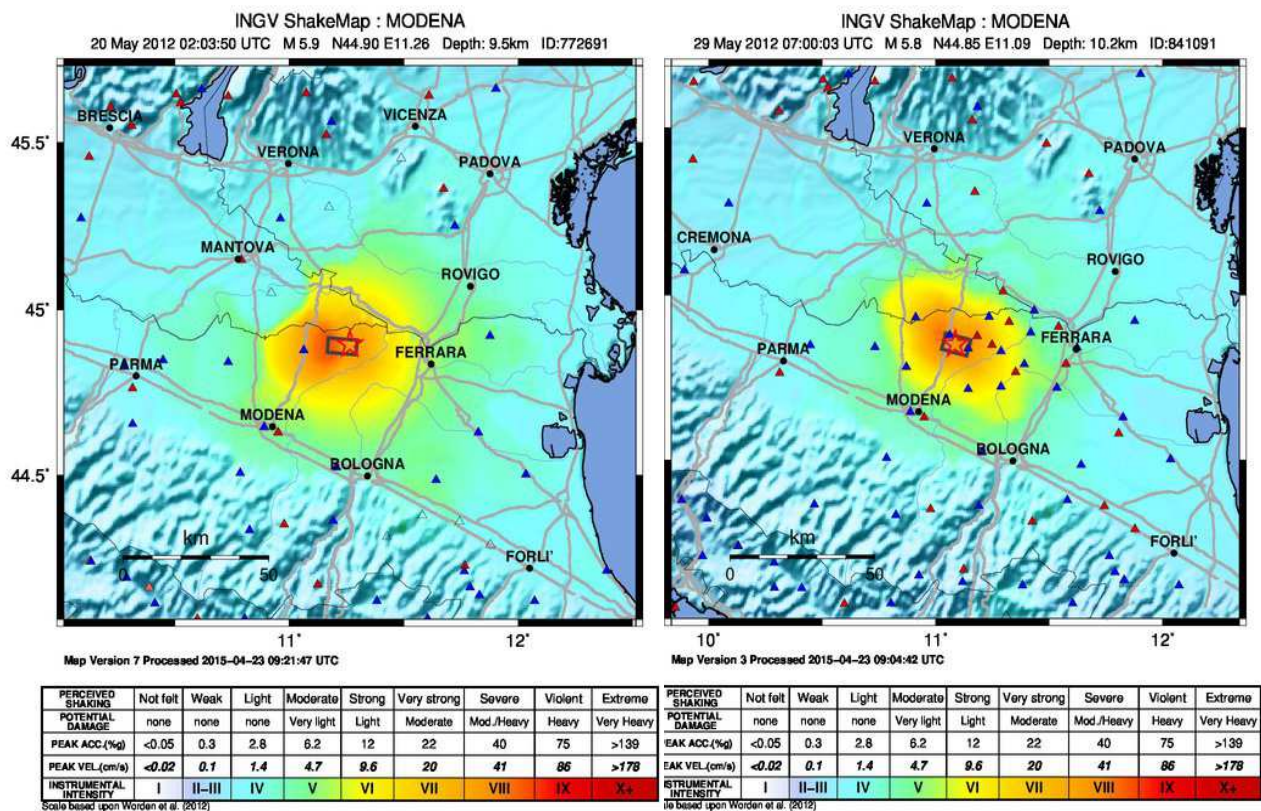 INGV ShakeMap : MODENA
20 May 2012 02:03:50 UTC M 5.9 N44.90 E11.26 Depth: 9.5km ID:772691
BRESCIA
VICENZA
45.5˚
VERONA
PADOVA
MANTOVA
ROVIGO
45˚
FERRARA
PARMA
MODENA
BOLOGNA
44.5˚
km
0 50
FORLI'
11˚ 12˚
Map Version 7 Processed 2015-04-23 09:21:47 UTC
PERCEIVED SHAKING Not felt Weak Light Moderate Strong Very strong Severe Violent Extreme
POTENTIAL DAMAGE none none none Very light Light Moderate Mod./Heavy Heavy Very Heavy
PEAK ACC.(%g) <0.05 0.3 2.8 6.2 12 22 40 75 >139
PEAK VEL.(cm/s) <0.02 0.1 1.4 4.7 9.6 20 41 86 >178
INSTRUMENTAL INTENSITY I II-III IV V VI VII VIII IX X+
Scale based upon Worden et al. (2012)
INGV ShakeMap : MODENA
29 May 2012 07:00:03 UTC M 5.8 N44.85 E11.09 Depth: 10.2km ID:841091
VERONA
PADOVA
CREMONA
ROVIGO
FERRARA
PARMA
MODENA
BOLOGNA
km
0 50
FORLI'
10˚ 11˚ 12˚
Map Version 3 Processed 2015-04-23 09:04:42 UTC
PERCEIVED SHAKING Not felt Weak Light Moderate Strong Very strong Severe Violent Extreme
POTENTIAL DAMAGE none none none Very light Light Moderate Mod./Heavy Heavy Very Heavy
PEAK ACC.(%g) <0.05 0.3 2.8 6.2 12 22 40 75 >139
PEAK VEL.(cm/s) <0.02 0.1 1.4 4.7 9.6 20 41 86 >178
NSTRUMENTAL INTENSITY I II-III IV V VI VII VIII IX X+
le based upon Worden et al. (2012)